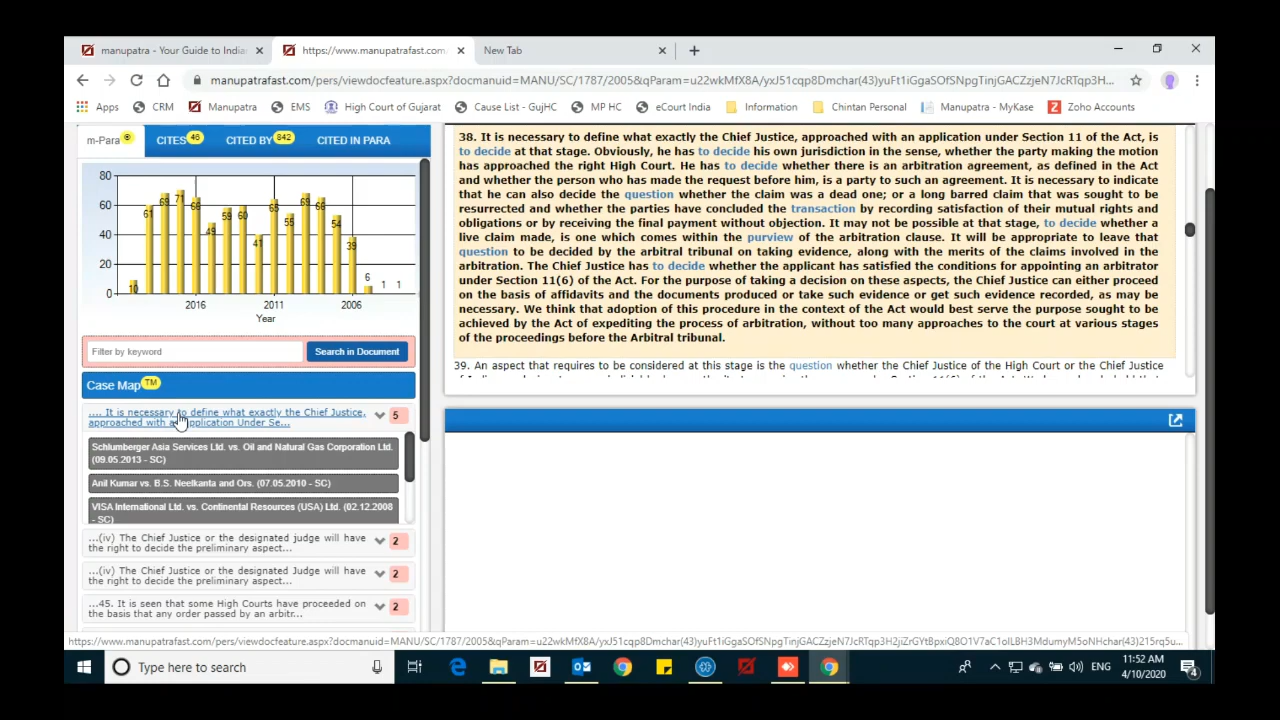 manupatra - Your Guide to India
https://www.manupatrafast.com
New Tab
manupatrafast.com/pers/viewdocfeature.aspx?docmanuid=MANU/SC/1787/2005&qParam=u22wkMfX8A/yxJ51cqp8Dmchar(43)yuFt1iGgaSOfSNpgTinjGACZzjeN7JcRTqp3H...
Apps CRM Manupatra EMS High Court of Gujarat Cause List - GujHC MP HC eCourt India Information Chintan Personal Manupatra - MyKase Zoho Accounts
m-Para CITES 46 CITED BY 842 CITED IN PARA
80
60
40
20
0
10 61 69 71 66 49 59 60 41 65 55 69 66 54 39 6 1 1
2016 2011 2006
Year
Filter by keyword Search in Document
Case Map TM
.... It is necessary to define what exactly the Chief Justice, 5
approached with an application Under Se...
Schlumberger Asia Services Ltd. vs. Oil and Natural Gas Corporation Ltd.
(09.05.2013 - SC)
Anil Kumar vs. B.S. Neelkanta and Ors. (07.05.2010 - SC)
VISA International Ltd. vs. Continental Resources (USA) Ltd. (02.12.2008
- SC)
...(iv) The Chief Justice or the designated judge will have 2
the right to decide the preliminary aspect...
...(iv) The Chief Justice or the designated Judge will have 2
the right to decide the preliminary aspect...
...45. It is seen that some High Courts have proceeded on 2
the basis that any order passed by an arbitr...
38. It is necessary to define what exactly the Chief Justice, approached with an application under Section 11 of the Act, is
to decide at that stage. Obviously, he has to decide his own jurisdiction in the sense, whether the party making the motion
has approached the right High Court. He has to decide whether there is an arbitration agreement, as defined in the Act
and whether the person who has made the request before him, is a party to such an agreement. It is necessary to indicate
that he can also decide the question whether the claim was a dead one; or a long barred claim that was sought to be
resurrected and whether the parties have concluded the transaction by recording satisfaction of their mutual rights and
obligations or by receiving the final payment without objection. It may not be possible at that stage, to decide whether a
live claim made, is one which comes within the purview of the arbitration clause. It will be appropriate to leave that
question to be decided by the arbitral tribunal on taking evidence, along with the merits of the claims involved in the
arbitration. The Chief Justice has to decide whether the applicant has satisfied the conditions for appointing an arbitrator
under Section 11(6) of the Act. For the purpose of taking a decision on these aspects, the Chief Justice can either proceed
on the basis of affidavits and the documents produced or take such evidence or get such evidence recorded, as may be
necessary. We think that adoption of this procedure in the context of the Act would best serve the purpose sought to be
achieved by the Act of expediting the process of arbitration, without too many approaches to the court at various stages
of the proceedings before the Arbitral tribunal.
39. An aspect that requires to be considered at this stage is the question whether the Chief Justice of the High Court or the Chief Justice
Type here to search
ENG
11:52 AM
4/10/2020
4